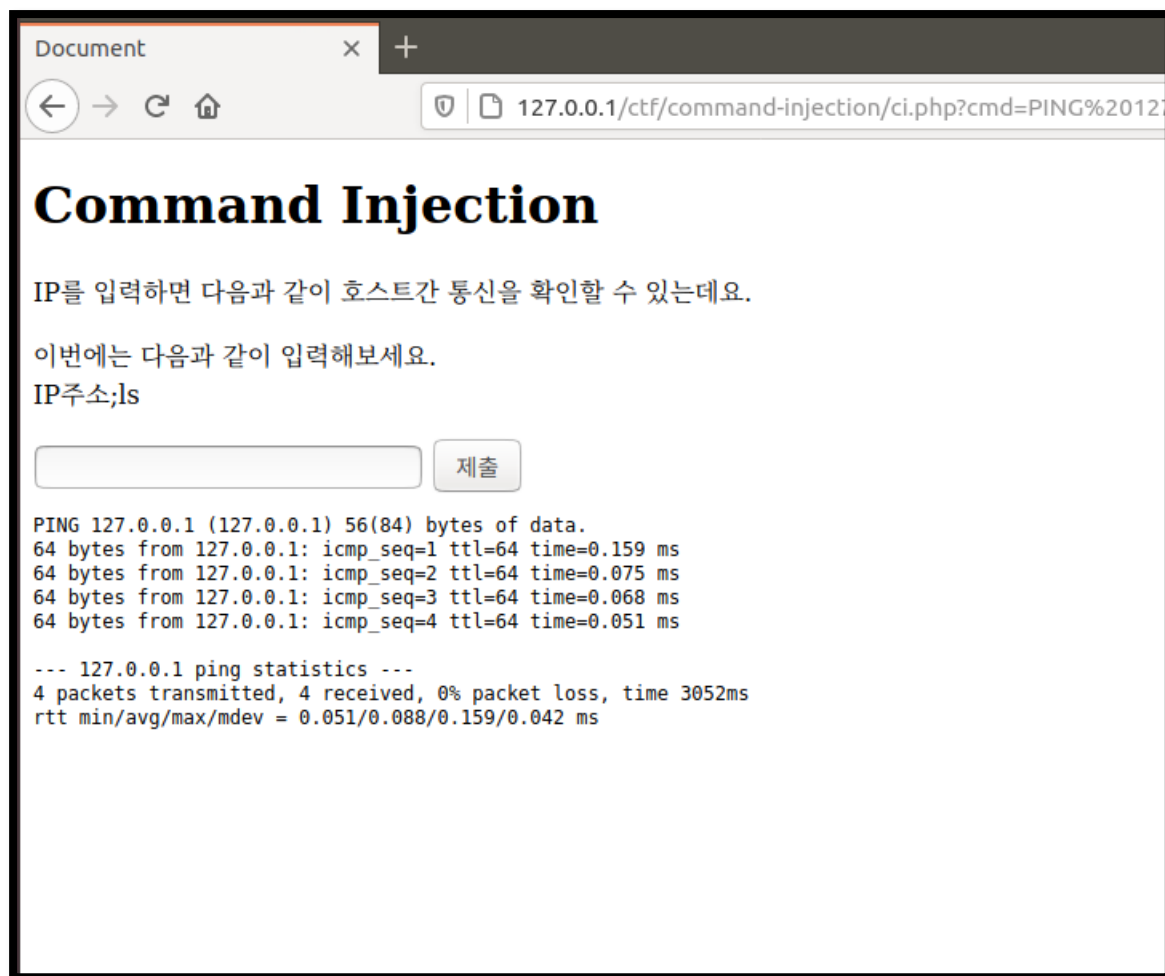 Document
127.0.0.1/ctf/command-injection/ci.php?cmd=PING%2012
Command Injection
IP를 입력하면 다음과 같이 호스트간 통신을 확인할 수 있는데요.
이번에는 다음과 같이 입력해보세요.
IP주소;ls
제출
PING 127.0.0.1 (127.0.0.1) 56(84) bytes of data.
64 bytes from 127.0.0.1: icmp_seq=1 ttl=64 time=0.159 ms
64 bytes from 127.0.0.1: icmp_seq=2 ttl=64 time=0.075 ms
64 bytes from 127.0.0.1: icmp_seq=3 ttl=64 time=0.068 ms
64 bytes from 127.0.0.1: icmp_seq=4 ttl=64 time=0.051 ms
--- 127.0.0.1 ping statistics ---
4 packets transmitted, 4 received, 0% packet loss, time 3052ms
rtt min/avg/max/mdev = 0.051/0.088/0.159/0.042 ms